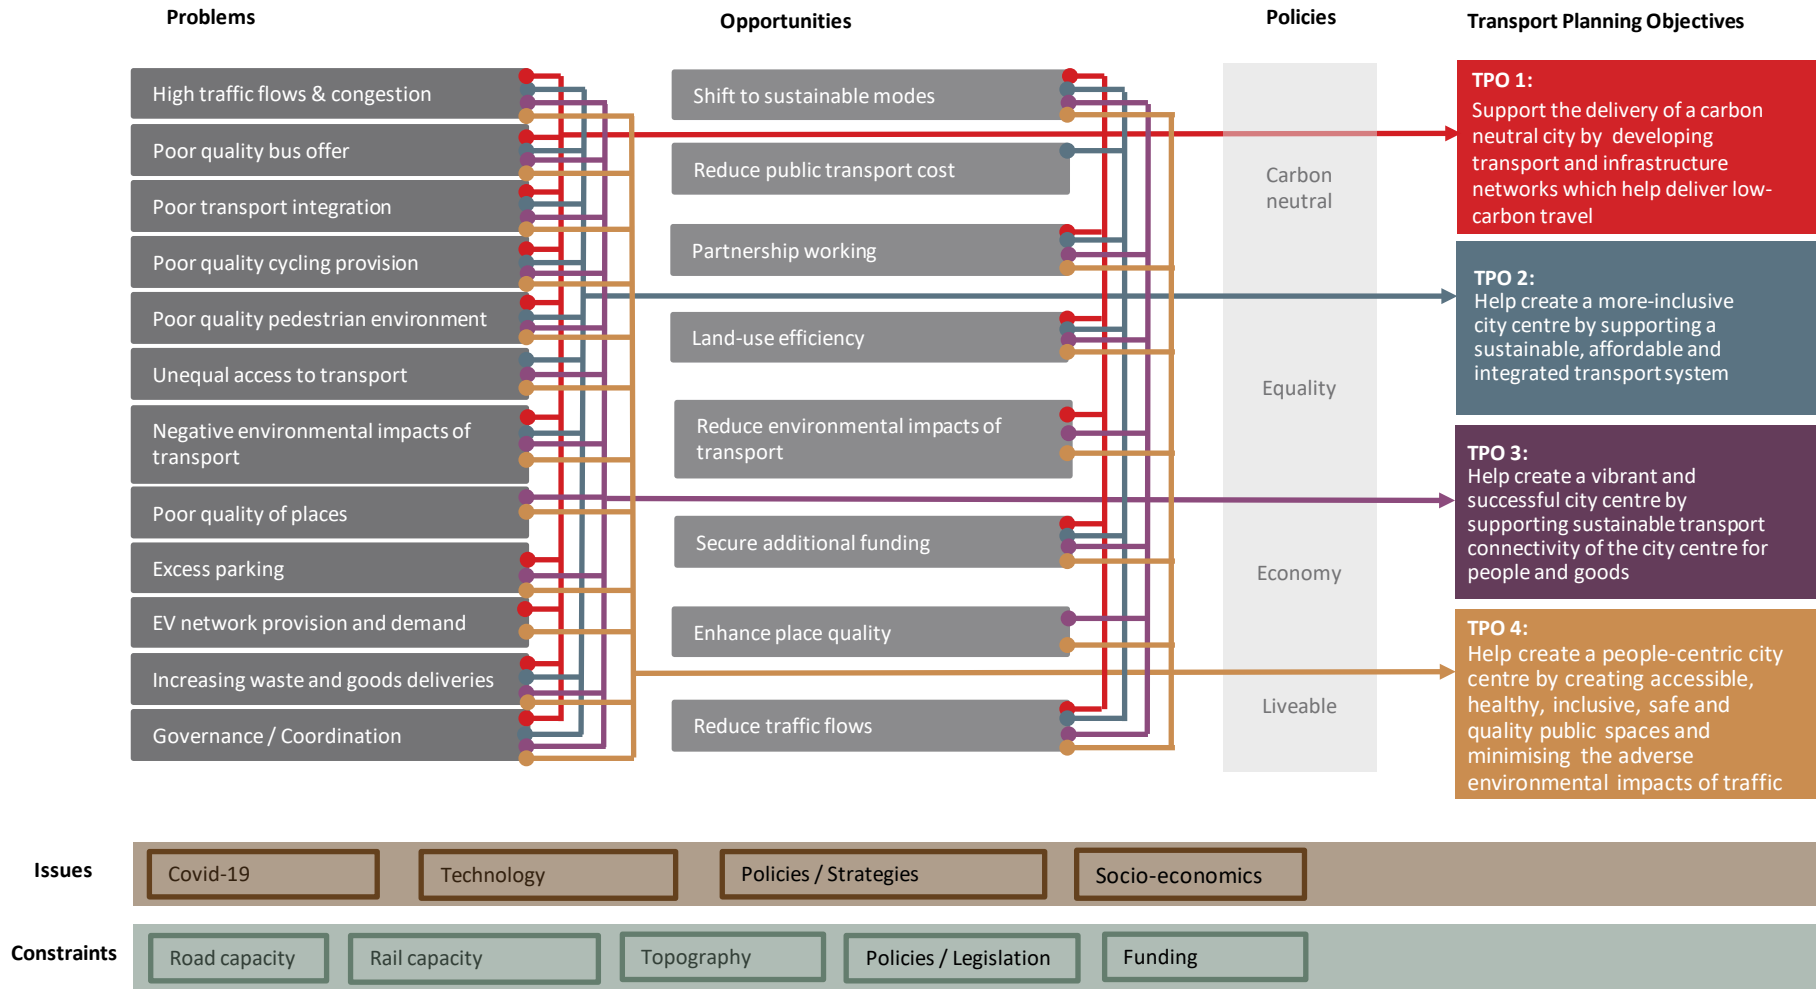 Problems
Opportunities
Policies
Transport Planning Objectives
High traffic flows & congestion
Poor quality bus offer
Poor transport integration
Poor quality cycling provision
Poor quality pedestrian environment
Unequal access to transport
Negative environmental impacts of
transport
Poor quality of places
Excess parking
EV network provision and demand
Increasing waste and goods deliveries
Governance / Coordination
Shift to sustainable modes
Reduce public transport cost
Partnership working
Land-use efficiency
Reduce environmental impacts of
transport
Secure additional funding
Enhance place quality
Reduce traffic flows
Carbon
neutral
Equality
Economy
Liveable
TPO 1:
Support the delivery of a carbon
neutral city by developing
transport and infrastructure
networks which help deliver low-
carbon travel
TPO 2:
Help create a more-inclusive
city centre by supporting a
sustainable, affordable and
integrated transport system
TPO 3:
Help create a vibrant and
successful city centre by
supporting sustainable transport
connectivity of the city centre for
people and goods
TPO 4:
Help create a people-centric city
centre by creating accessible,
healthy, inclusive, safe and
quality public spaces and
minimising the adverse
environmental impacts of traffic
Issues
Covid-19
Technology
Policies / Strategies
Socio-economics
Constraints
Road capacity
Rail capacity
Topography
Policies / Legislation
Funding